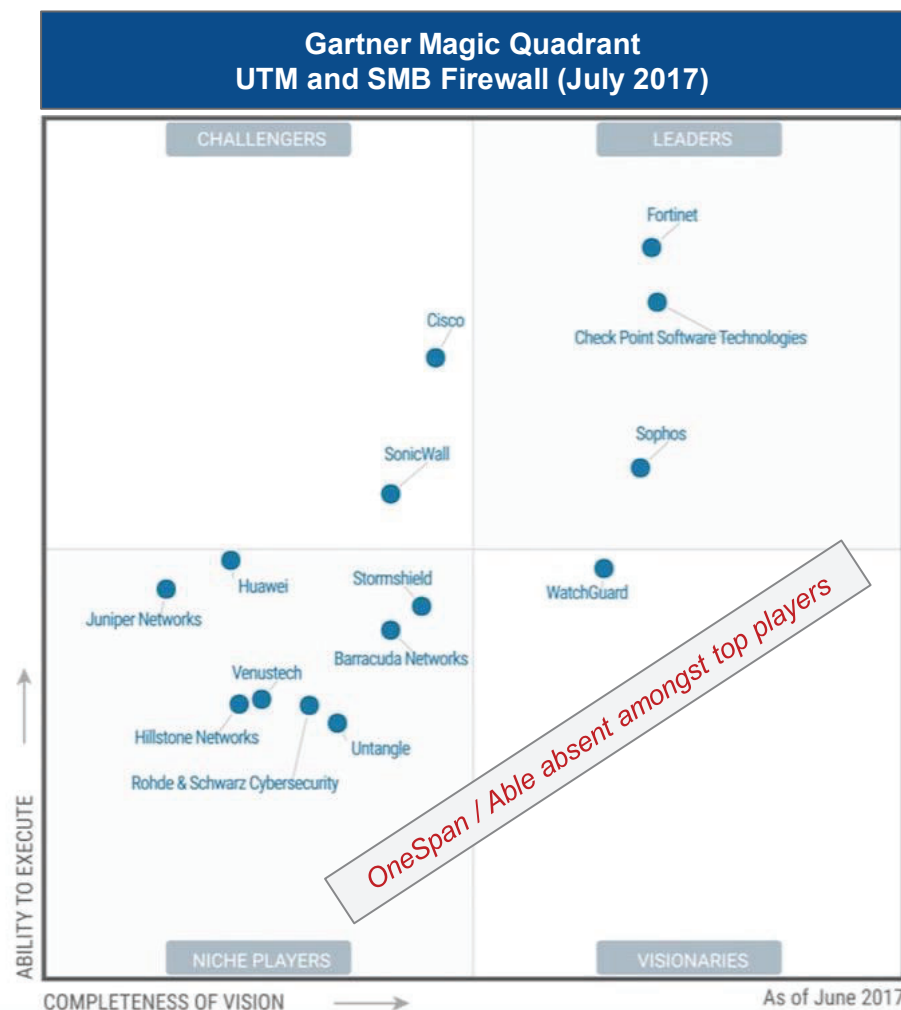 Gartner Magic Quadrant
UTM and SMB Firewall (July 2017)
CHALLENGERS
LEADERS
Fortinet
Cisco
Check Point Software Technologies
Sophos
SonicWall
Huawei
Stormshield
WatchGuard
Juniper Networks
Barracuda Networks
Venustech
Hillstone Networks
Untangle
Rohde & Schwarz Cybersecurity
OneSpan / Able absent amongst top players
ABILITY TO EXECUTE
NICHE PLAYERS
VISIONARIES
COMPLETENESS OF VISION
As of June 2017